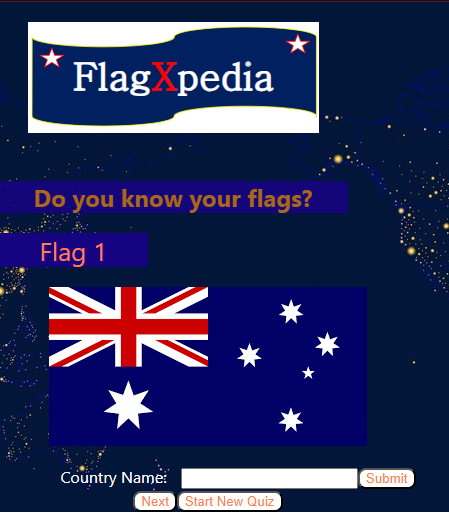 FlagXpedia
Do you know your flags?
Flag 1
Country Name: Submit
Next Start New Quiz